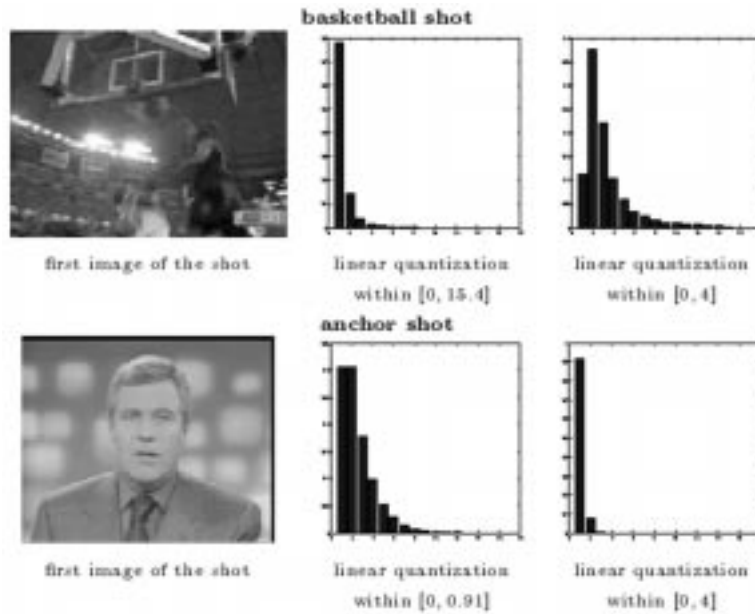 basketball shot
first image of the shot
linear quantization
within [0, 15.4]
linear quantization
within [0, 4]
anchor shot
first image of the shot
linear quantization
within [0, 0.91]
linear quantization
within [0, 4]